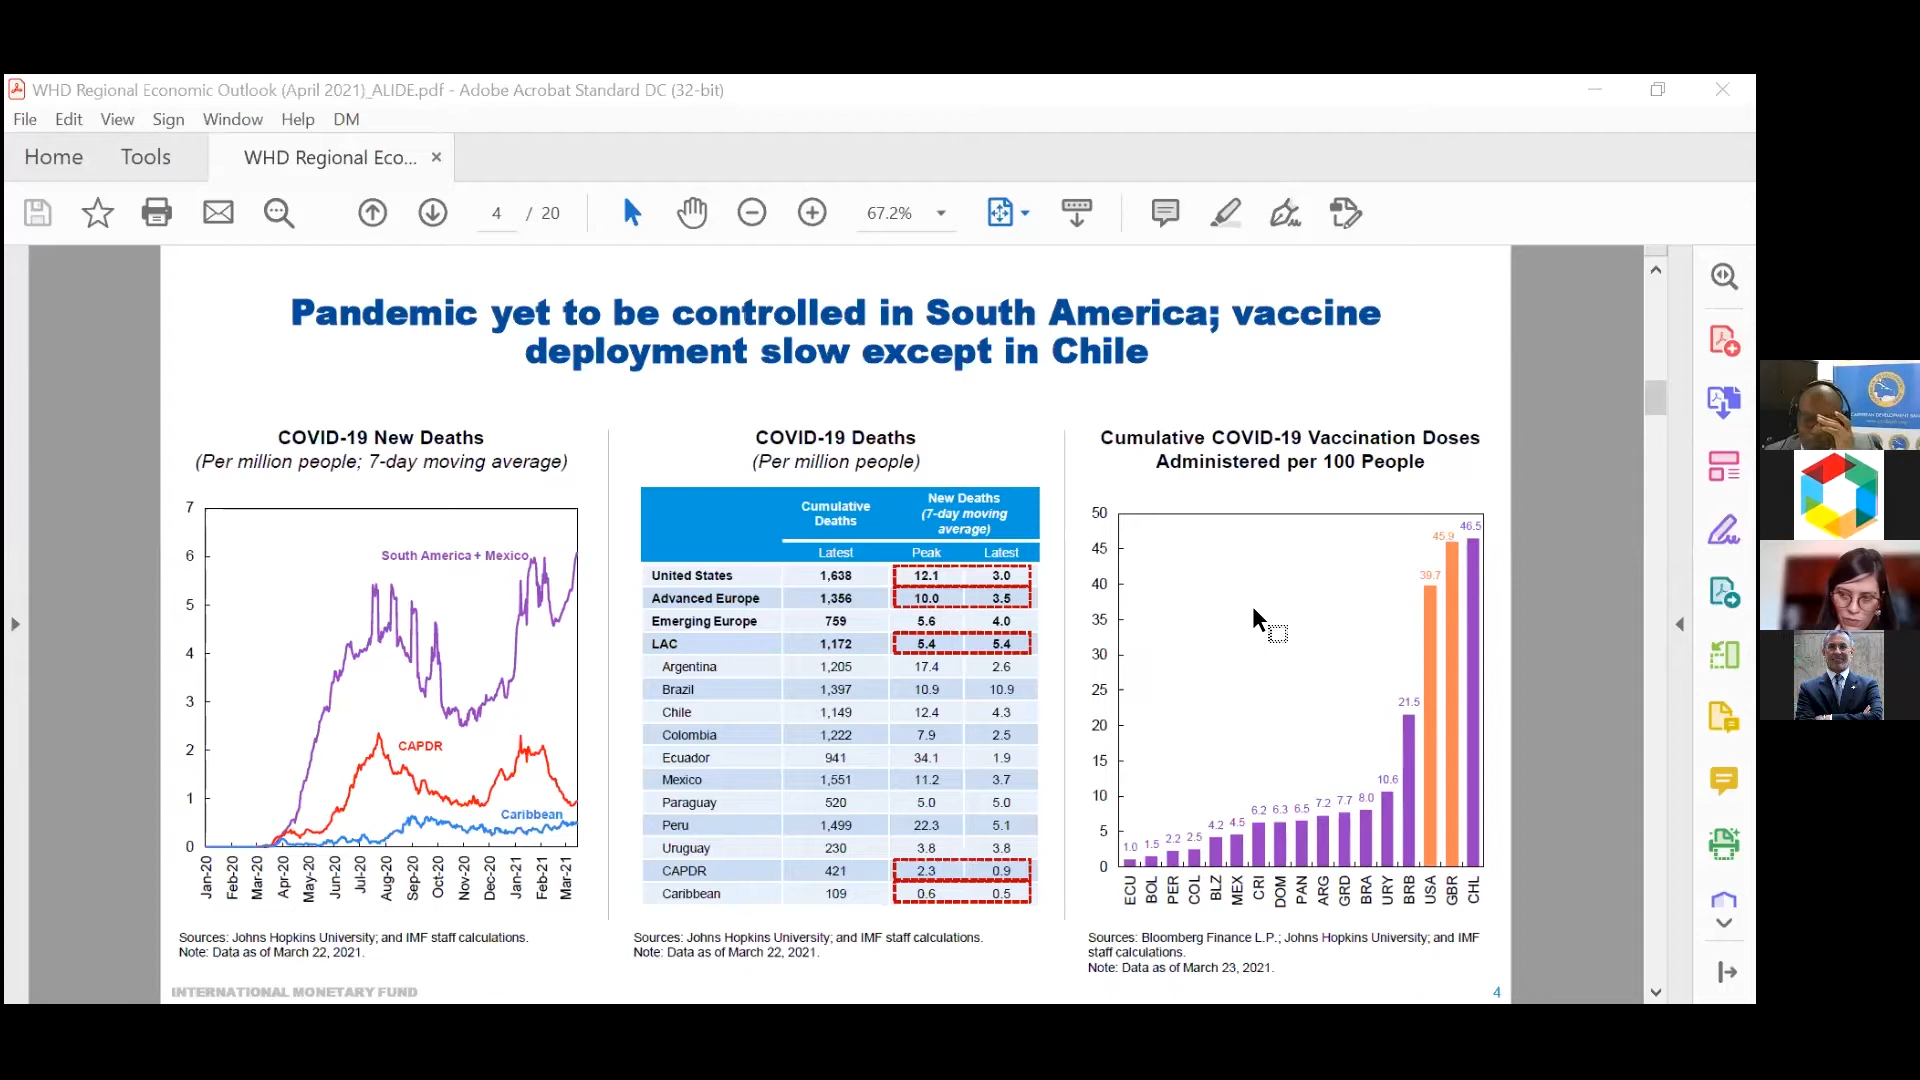 WHD Regional Economic Outlook (April 2021)_ALIDE.pdf - Adobe Acrobat Standard DC (32-bit)
File Edit View Sign Window Help DM
Home Tools WHD Regional Eco... ×
4 / 20 67.2%
Pandemic yet to be controlled in South America; vaccine
deployment slow except in Chile
COVID-19 New Deaths
(Per million people; 7-day moving average)
7
6
5
4
3
2
1
0
South America + Mexico
CAPDR
Caribbean
Jan-20 Feb-20 Mar-20 Apr-20 May-20 Jun-20 Jul-20 Aug-20 Sep-20 Oct-20 Nov-20 Dec-20 Jan-21 Feb-21 Mar-21
Sources: Johns Hopkins University; and IMF staff calculations.
Note: Data as of March 22, 2021.
COVID-19 Deaths
(Per million people)
Cumulative
Deaths
New Deaths
(7-day moving
average)
Latest Peak Latest
United States 1,638 12.1 3.0
Advanced Europe 1,356 10.0 3.5
Emerging Europe 759 5.6 4.0
LAC 1,172 5.4 5.4
Argentina 1,205 17.4 2.6
Brazil 1,397 10.9 10.9
Chile 1,149 12.4 4.3
Colombia 1,222 7.9 2.5
Ecuador 941 34.1 1.9
Mexico 1,551 11.2 3.7
Paraguay 520 5.0 5.0
Peru 1,499 22.3 5.1
Uruguay 230 3.8 3.8
CAPDR 421 2.3 0.9
Caribbean 109 0.6 0.5
Sources: Johns Hopkins University; and IMF staff calculations.
Note: Data as of March 22, 2021.
Cumulative COVID-19 Vaccination Doses
Administered per 100 People
50
45
40
35
30
25
20
15
10
5
0
1.0 1.5 2.2 2.5 4.2 4.5 6.2 6.3 6.5 7.2 7.7 8.0 10.6 21.5 39.7 45.9 46.5
ECU BOL PER COL BLZ MEX CRI DOM PAN ARG GRD BRA URY BRB USA GBR CHL
Sources: Bloomberg Finance L.P.; Johns Hopkins University; and IMF
staff calculations.
Note: Data as of March 23, 2021.
INTERNATIONAL MONETARY FUND
4